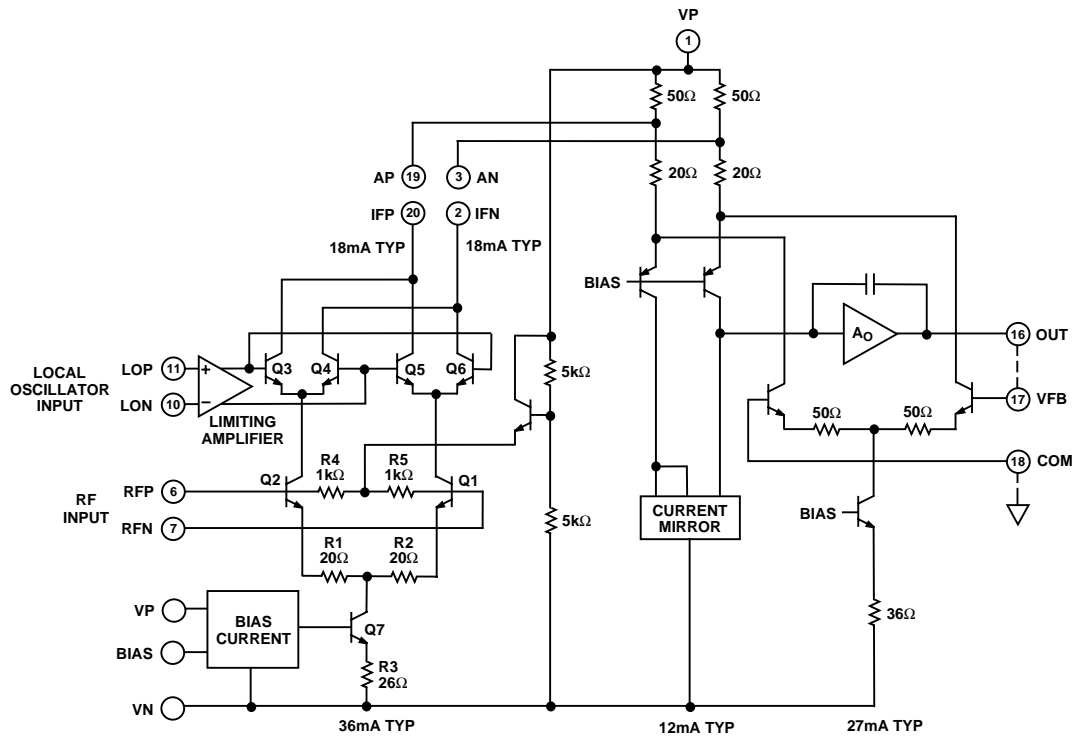 VP
1
50Ω
50Ω
AP
19
3
AN
20Ω
20Ω
IFP
20
2
IFN
18mA TYP
18mA TYP
BIAS
LOCAL
OSCILLATOR
INPUT
LOP
11
LON
10
+
–
LIMITING
AMPLIFIER
Q3
Q4
Q5
Q6
5kΩ
AO
16
OUT
17
VFB
50Ω
50Ω
18
COM
RF
INPUT
RFP
6
RFN
7
Q2
R4
1kΩ
R5
1kΩ
Q1
5kΩ
CURRENT
MIRROR
BIAS
R1
20Ω
R2
20Ω
VP
BIAS
BIAS
CURRENT
Q7
R3
26Ω
36Ω
VN
36mA TYP
12mA TYP
27mA TYP